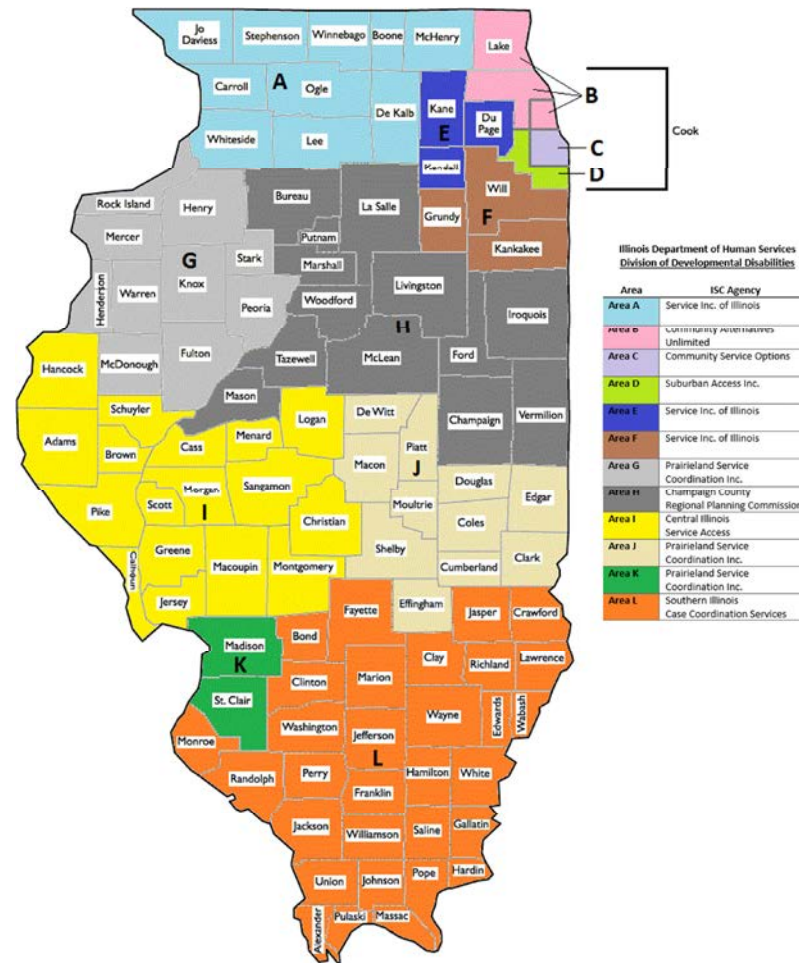 Jo
Daviess
Stephenson
Winnebago
Boone
McHenry
Lake
Carroll
A
Ogle
De Kalb
Kane
E
Du
Page
B
Cook
C
D
Whiteside
Lee
Kendall
Will
F
Grundy
Kankakee
Rock Island
Henry
Bureau
La Salle
Putnam
Mercer
G
Stark
Marshall
Henderson
Warren
Knox
Peoria
Woodford
Livingston
Iroquois
H
McDonough
Fulton
Tazewell
McLean
Ford
Hancock
Mason
Schuyler
Logan
De Witt
Champaign
Vermilion
Adams
Brown
Cass
Menard
Piatt
Macon
J
Douglas
Edgar
Pike
Scott
Morgan
I
Sangamon
Christian
Moultrie
Coles
Greene
Calhoun
Macoupin
Montgomery
Shelby
Cumberland
Clark
Jersey
Fayette
Effingham
Jasper
Crawford
Madison
K
Bond
Clay
Richland
Lawrence
St. Clair
Clinton
Marion
Monroe
Washington
Jefferson
Wayne
Edwards
Wabash
L
Randolph
Perry
Hamilton
White
Franklin
Jackson
Williamson
Saline
Gallatin
Union
Johnson
Pope
Hardin
Alexander
Pulaski
Massac
Illinois Department of Human Services
Division of Developmental Disabilities
Area ISC Agency
Area A Service Inc. of Illinois
Area B Community Alternatives
Unlimited
Area C Community Service Options
Area D Suburban Access Inc.
Area E Service Inc. of Illinois
Area F Service Inc. of Illinois
Area G Prairieland Service
Coordination Inc.
Area H Champaign County
Regional Planning Commission
Area I Central Illinois
Service Access
Area J Prairieland Service
Coordination Inc.
Area K Prairieland Service
Coordination Inc.
Area L Southern Illinois
Case Coordination Services